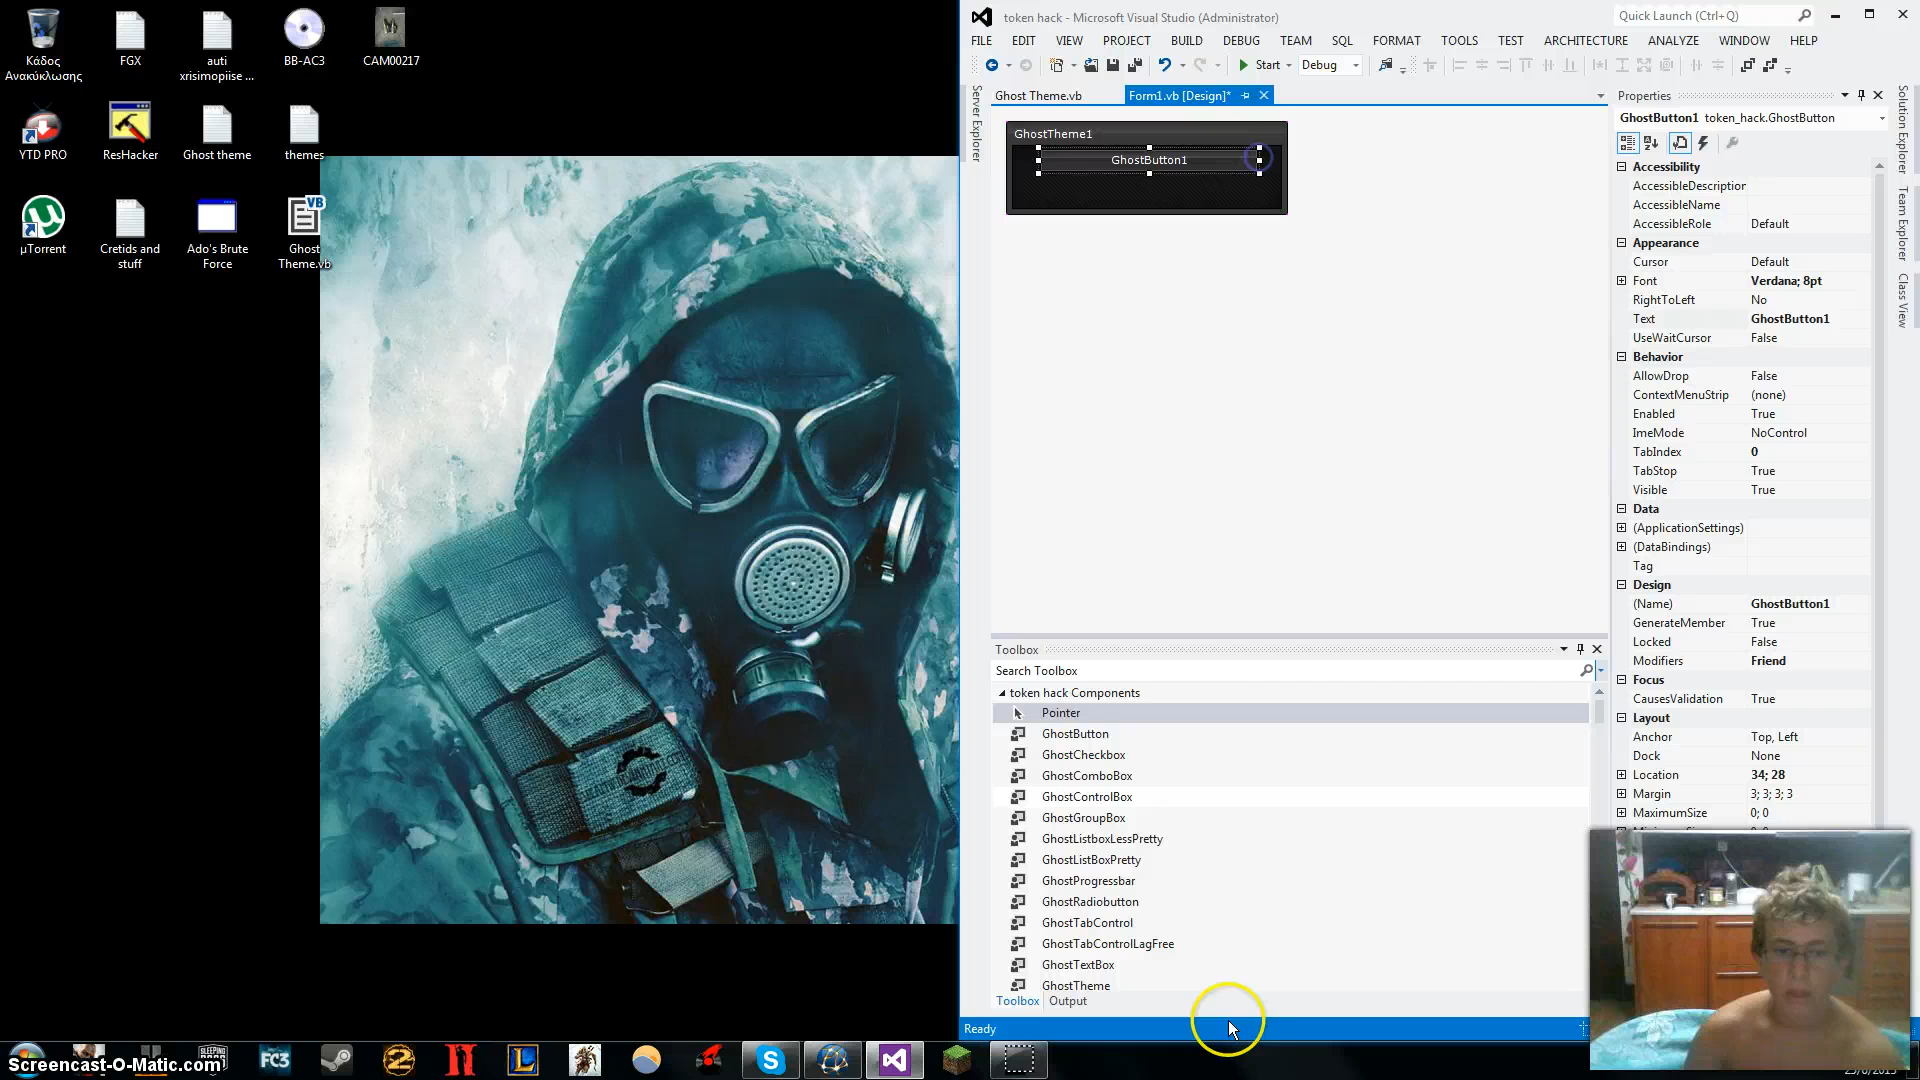 Κάδος
Ανακύκλωσης
FGX
auti
xrisimopiise ...
BB-AC3
CAM00217
YTD PRO
ResHacker
Ghost theme
themes
µTorrent
Cretids and
stuff
Ado's Brute
Force
VB
Ghost
Theme.vb
token hack - Microsoft Visual Studio (Administrator)
Quick Launch (Ctrl+Q)
FILE EDIT VIEW PROJECT BUILD DEBUG TEAM SQL FORMAT TOOLS TEST ARCHITECTURE ANALYZE WINDOW HELP
Start Debug
Server Explorer
Ghost Theme.vb
Form1.vb [Design]*
GhostTheme1
GhostButton1
Toolbox
Search Toolbox
token hack Components
Pointer
GhostButton
GhostCheckbox
GhostComboBox
GhostControlBox
GhostGroupBox
GhostListboxLessPretty
GhostListBoxPretty
GhostProgressbar
GhostRadiobutton
GhostTabControl
GhostTabControlLagFree
GhostTextBox
GhostTheme
Toolbox Output
Ready
Properties
GhostButton1 token_hack.GhostButton
Accessibility
AccessibleDescription
AccessibleName
AccessibleRole Default
Appearance
Cursor Default
Font Verdana; 8pt
RightToLeft No
Text GhostButton1
UseWaitCursor False
Behavior
AllowDrop False
ContextMenuStrip (none)
Enabled True
ImeMode NoControl
TabIndex 0
TabStop True
Visible True
Data
(ApplicationSettings)
(DataBindings)
Tag
Design
(Name) GhostButton1
GenerateMember True
Locked False
Modifiers Friend
Focus
CausesValidation True
Layout
Anchor Top, Left
Dock None
Location 34; 28
Margin 3; 3; 3; 3
MaximumSize 0; 0
Solution Explorer
Team Explorer
Class View
Screencast-O-Matic.com
SLEEPING
FC3